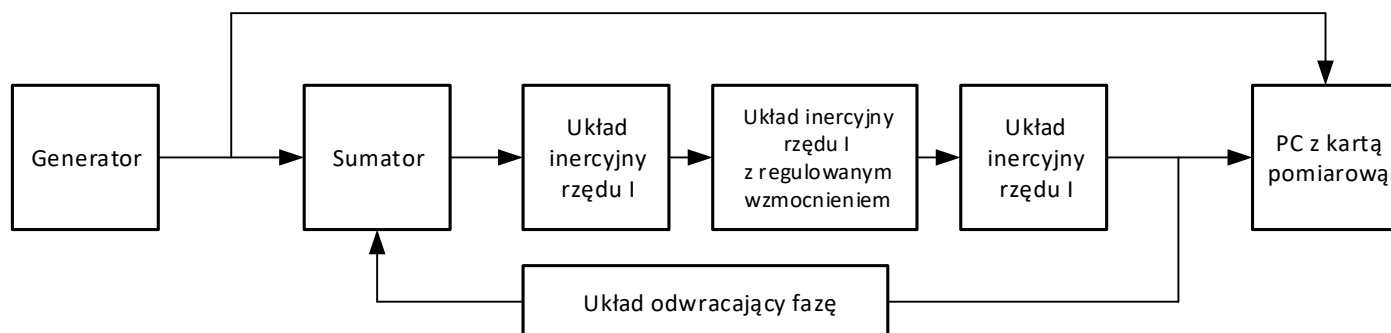 Generator
Sumator
Układ
inercyjny
rzędu I
Układ inercyjny
rzędu I
z regulowanym
wzmocnieniem
Układ
inercyjny
rzędu I
PC z kartą
pomiarową
Układ odwracający fazę